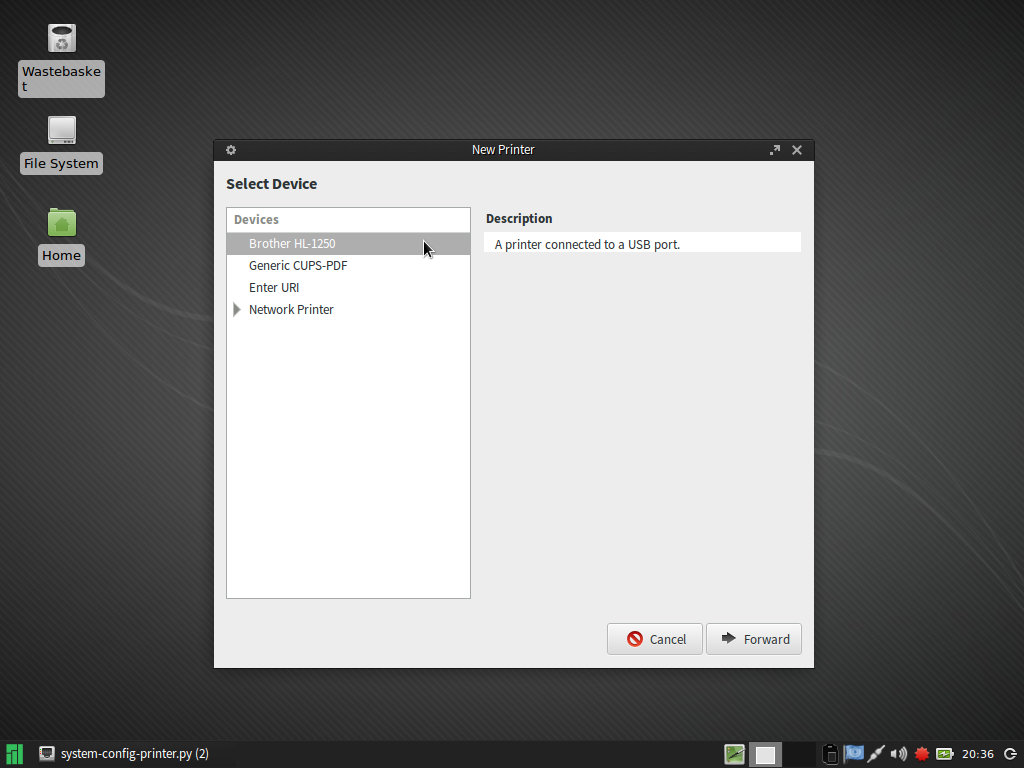 Wastebaske
t
File System
Home
New Printer
Select Device
Devices
Brother HL-1250
Generic CUPS-PDF
Enter URI
Network Printer
Description
A printer connected to a USB port.
Cancel
Forward
system-config-printer.py (2)
20:36